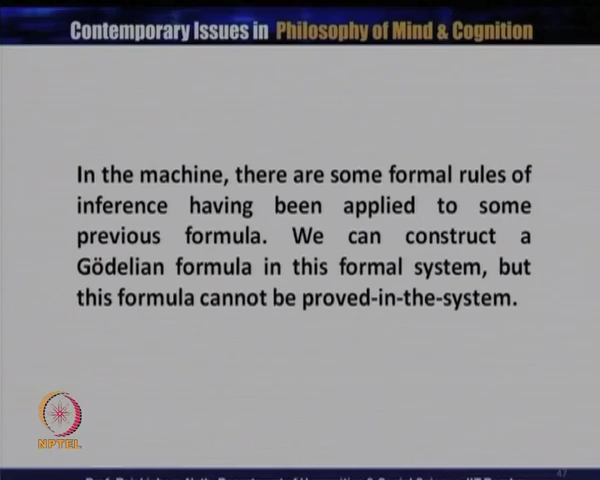 Contemporary Issues in Philosophy of Mind & Cognition
In the machine, there are some formal rules of
inference having been applied to some
previous formula. We can construct a
Gödelian formula in this formal system, but
this formula cannot be proved-in-the-system.
NPTEL
47